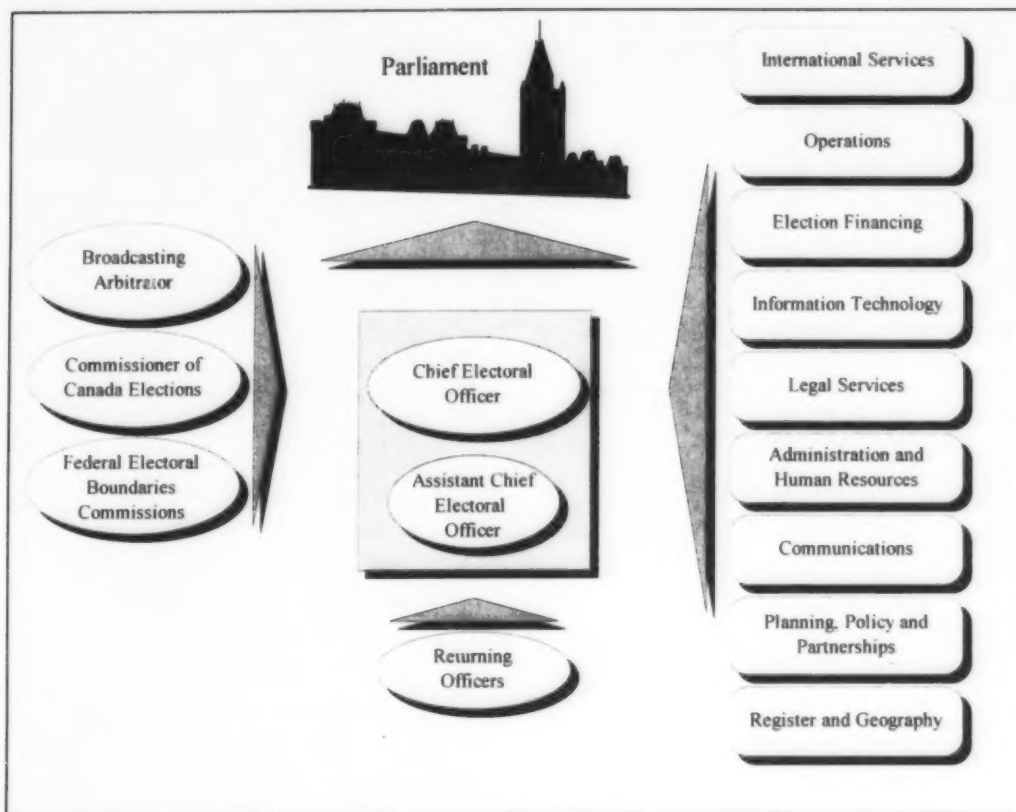 Parliament
Broadcasting
Arbitrator
Commissioner of
Canada Elections
Federal Electoral
Boundaries
Commissions
Chief Electoral
Officer
Assistant Chief
Electoral
Officer
Returning
Officers
International Services
Operations
Election Financing
Information Technology
Legal Services
Administration and
Human Resources
Communications
Planning, Policy and
Partnerships
Register and Geography